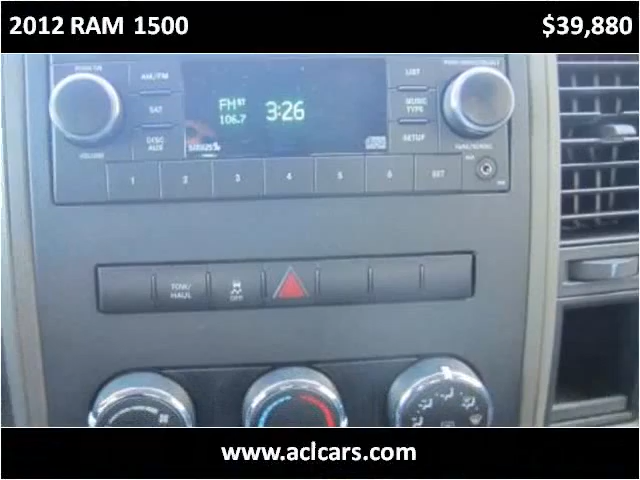 2012 RAM 1500 $39,880
AM/FM LIST
FM ST 3:26 MUSIC TYPE
106.7
SAT
DISC AUX SETUP
1 2 3 4 5 6 SET
TOW/HAUL OFF
www.aclcars.com